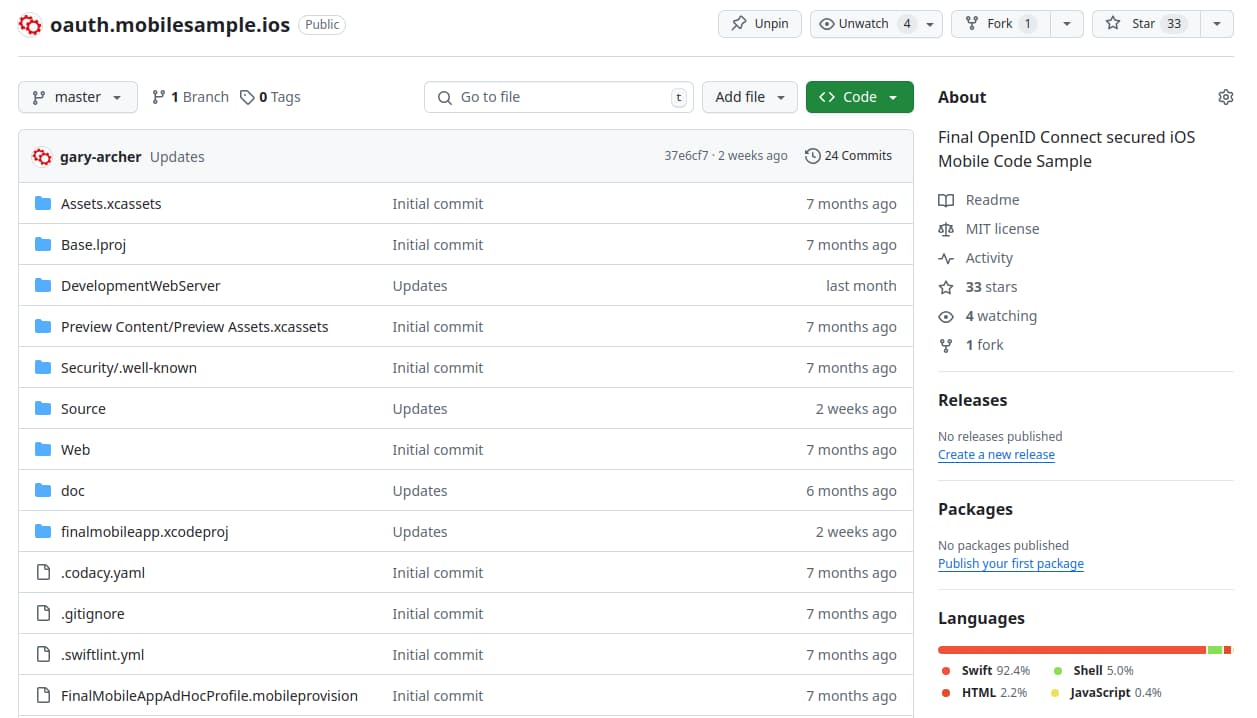 oauth.mobilesample.ios Public Unpin Unwatch 4 Fork 1 Star 33
master 1 Branch 0 Tags Go to file t Add file Code
gary-archer Updates 37e6cf7 · 2 weeks ago 24 Commits
Assets.xcassets Initial commit 7 months ago
Base.lproj Initial commit 7 months ago
DevelopmentWebServer Updates last month
Preview Content/Preview Assets.xcassets Initial commit 7 months ago
Security/.well-known Initial commit 7 months ago
Source Updates 2 weeks ago
Web Initial commit 7 months ago
doc Updates 6 months ago
finalmobileapp.xcodeproj Updates 2 weeks ago
.codacy.yaml Initial commit 7 months ago
.gitignore Initial commit 7 months ago
.swiftlint.yml Initial commit 7 months ago
FinalMobileAppAdHocProfile.mobileprovision Initial commit 7 months ago
About
Final OpenID Connect secured iOS
Mobile Code Sample
Readme
MIT license
Activity
33 stars
4 watching
1 fork
Releases
No releases published
Create a new release
Packages
No packages published
Publish your first package
Languages
Swift 92.4% Shell 5.0%
HTML 2.2% JavaScript 0.4%